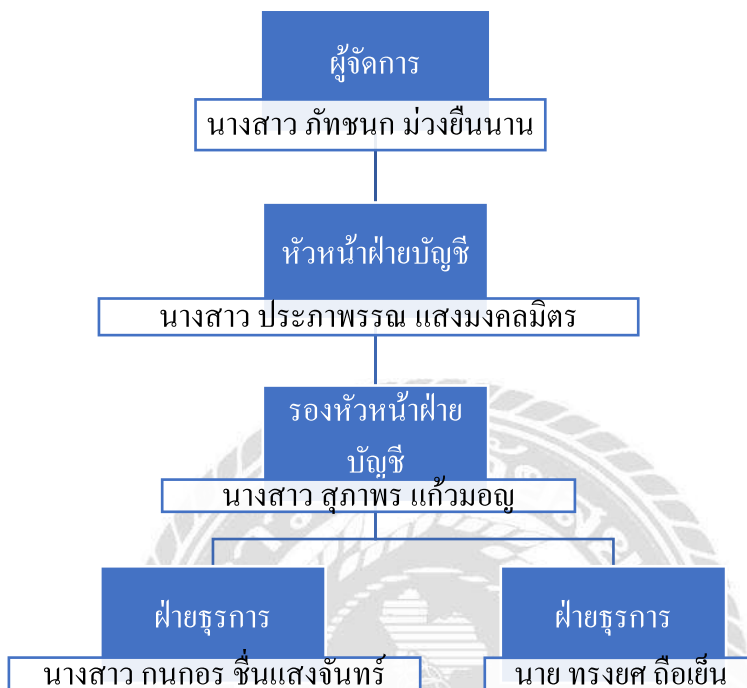 ผู้จัดการ
นางสาว ภัทชนก ม่วงยืนนาน
หัวหน้าฝ่ายบัญชี
นางสาว ประภาพรรณ แสงมงคลมิตร
รองหัวหน้าฝ่าย
บัญชี
นางสาว สุภาพร แก้วมอญ
ฝ่ายธุรการ
นางสาว กนกอร ชื่นแสงจันทร์
ฝ่ายธุรการ
นาย ทรงยศ ถือเย็น